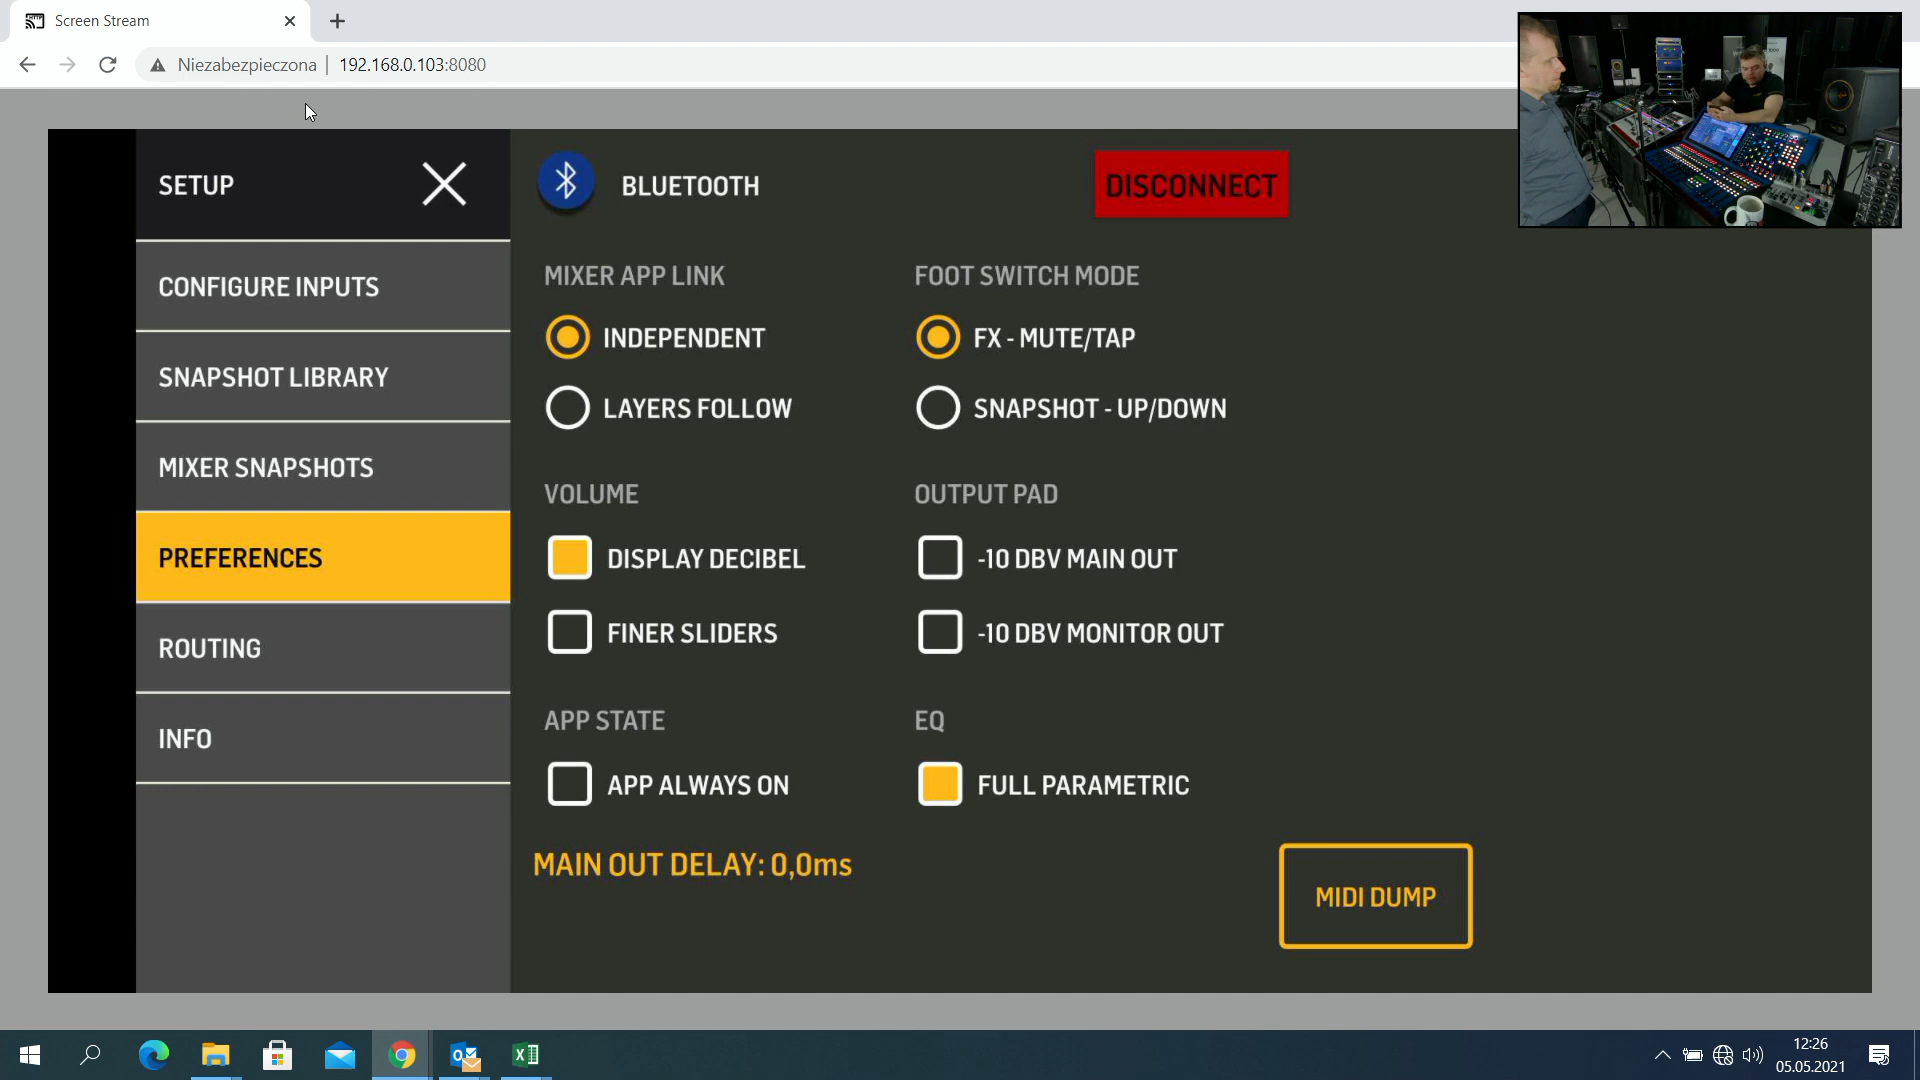 Screen Stream
Niezabezpieczona
192.168.0.103:8080
SETUP
CONFIGURE INPUTS
SNAPSHOT LIBRARY
MIXER SNAPSHOTS
PREFERENCES
ROUTING
INFO
BLUETOOTH
DISCONNECT
MIXER APP LINK
INDEPENDENT
LAYERS FOLLOW
FOOT SWITCH MODE
FX - MUTE/TAP
SNAPSHOT - UP/DOWN
VOLUME
DISPLAY DECIBEL
FINER SLIDERS
OUTPUT PAD
-10 DBV MAIN OUT
-10 DBV MONITOR OUT
APP STATE
APP ALWAYS ON
EQ
FULL PARAMETRIC
MAIN OUT DELAY: 0,0ms
MIDI DUMP
12:26
05.05.2021